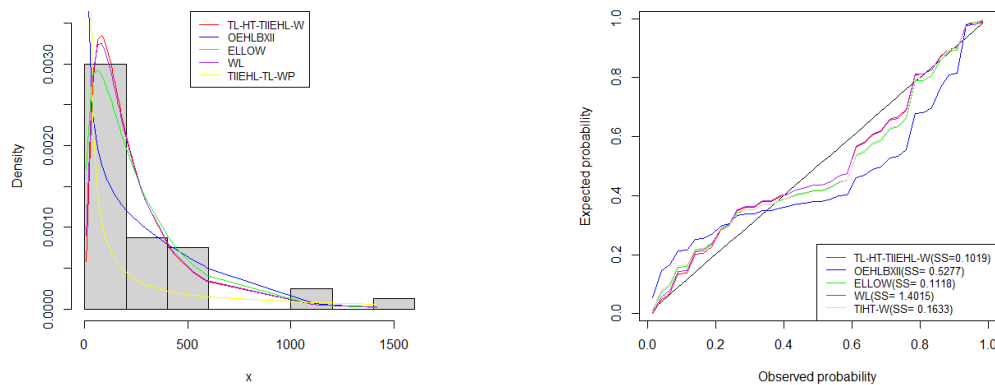 TL-HT-TIIEHL-W
OEHLBXII
ELLOW
WL
TIIEHL-TL-WP
Density
0.0000
0.0010
0.0020
0.0030
0
500
1000
1500
x
Expected probability
0.0
0.2
0.4
0.6
0.8
1.0
TL-HT-TIIEHL-W(SS=0.1019)
OEHLBXII(SS= 0.5277)
ELLOW(SS= 0.1118)
WL(SS= 1.4015)
TIHT-W(SS= 0.1633)
0.0
0.2
0.4
0.6
0.8
1.0
Observed probability